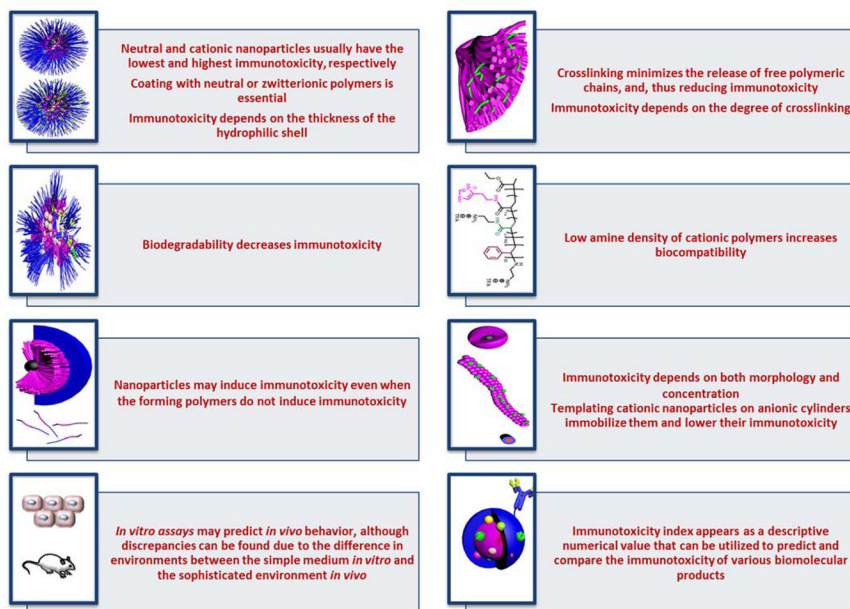 Neutral and cationic nanoparticles usually have the
lowest and highest immunotoxicity, respectively
Coating with neutral or zwitterionic polymers is
essential
Immunotoxicity depends on the thickness of the
hydrophilic shell
Crosslinking minimizes the release of free polymeric
chains, and, thus reducing immunotoxicity
Immunotoxicity depends on the degree of crosslinking
Biodegradability decreases immunotoxicity
Low amine density of cationic polymers increases
biocompatibility
Nanoparticles may induce immunotoxicity even when
the forming polymers do not induce immunotoxicity
Immunotoxicity depends on both morphology and
concentration
Templating cationic nanoparticles on anionic cylinders
immobilize them and lower their immunotoxicity
In vitro assays may predict in vivo behavior, although
discrepancies can be found due to the difference in
environments between the simple medium in vitro and
the sophisticated environment in vivo
Immunotoxicity index appears as a descriptive
numerical value that can be utilized to predict and
compare the immunotoxicity of various biomolecular
products